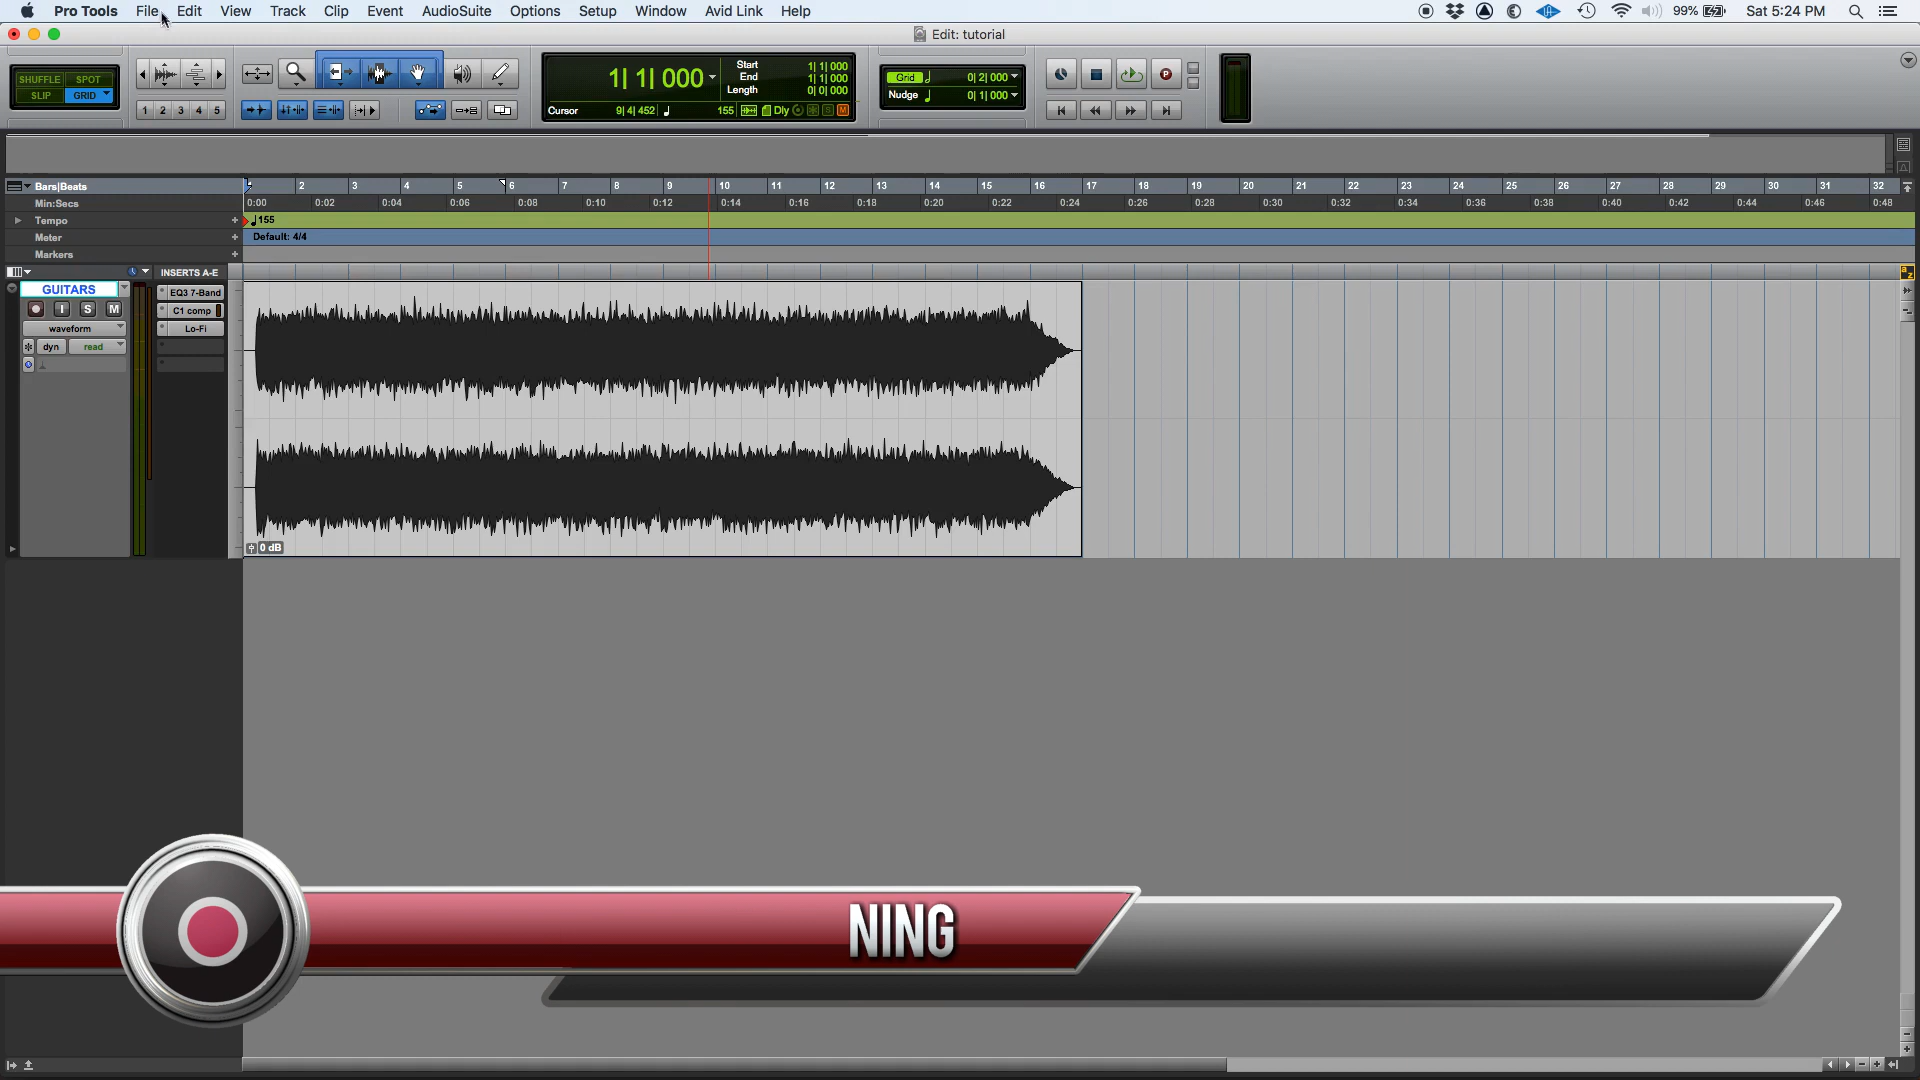 Pro Tools File Edit View Track Clip Event AudioSuite Options Setup Window Avid Link Help 99% Sat 5:24 PM
Edit: tutorial
SHUFFLE SPOT
SLIP GRID
1 2 3 4 5
1| 1| 000
Start 1| 1| 000
End 1| 1| 000
Length 0| 0| 000
Cursor 9| 4| 452 155 Dly S M
Grid 0| 2| 000
Nudge 0| 1| 000
Bars|Beats 2 3 4 5 6 7 8 9 10 11 12 13 14 15 16 17 18 19 20 21 22 23 24 25 26 27 28 29 30 31 32
Min:Secs 0:00 0:02 0:04 0:06 0:08 0:10 0:12 0:14 0:16 0:18 0:20 0:22 0:24 0:26 0:28 0:30 0:32 0:34 0:36 0:38 0:40 0:42 0:44 0:46 0:48
Tempo 155
Meter Default: 4/4
Markers
INSERTS A-E
GUITARS
I S M
waveform
dyn read
EQ3 7-Band
C1 comp
Lo-Fi
0 dB
NING